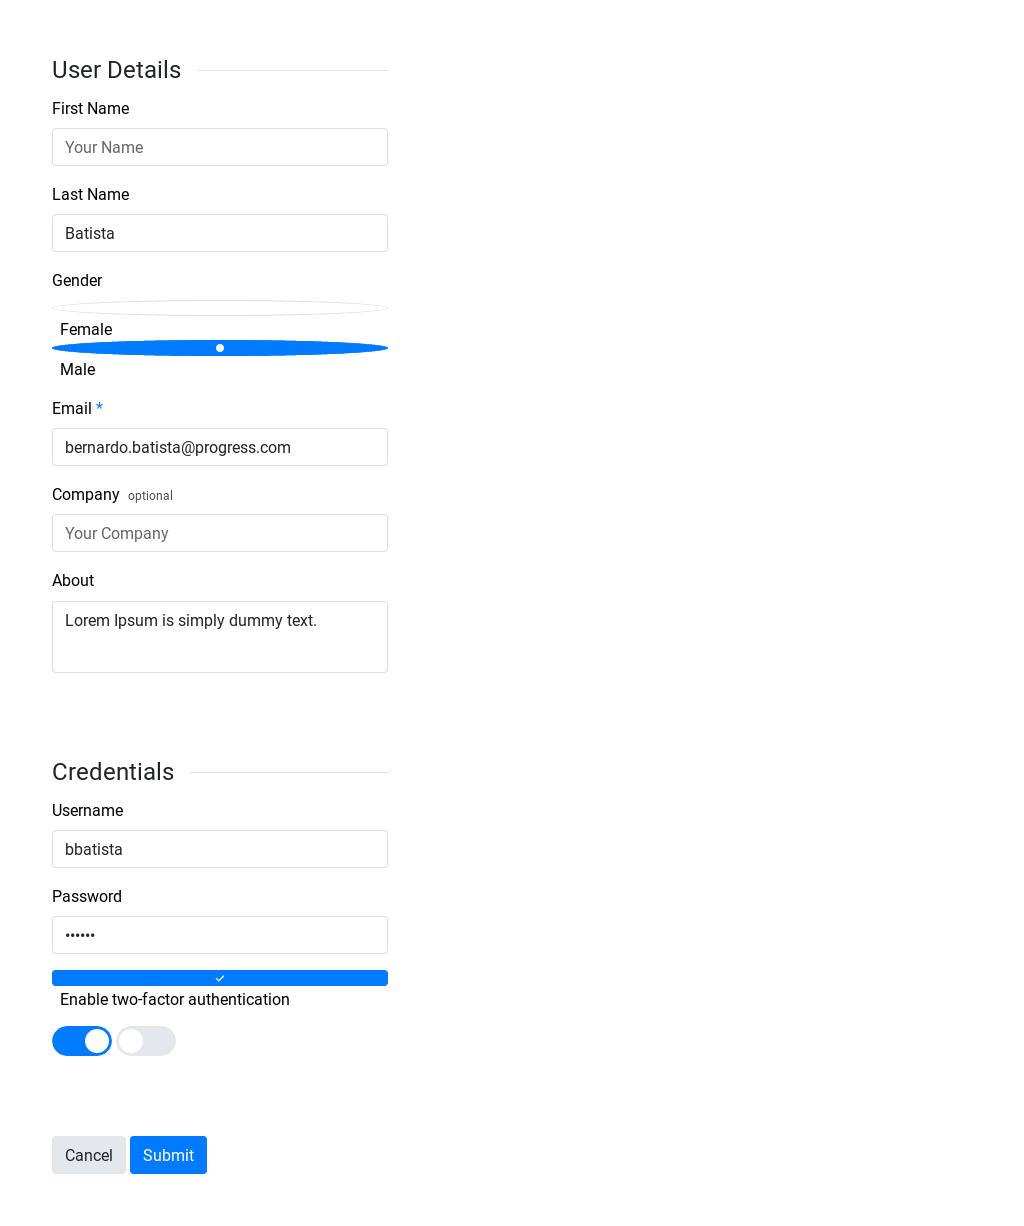 User Details
First Name
Your Name
Last Name
Batista
Gender
Female
Male
Email *
bernardo.batista@progress.com
Company optional
Your Company
About
Lorem Ipsum is simply dummy text.
Credentials
Username
bbatista
Password
••••••
Enable two-factor authentication
Cancel Submit